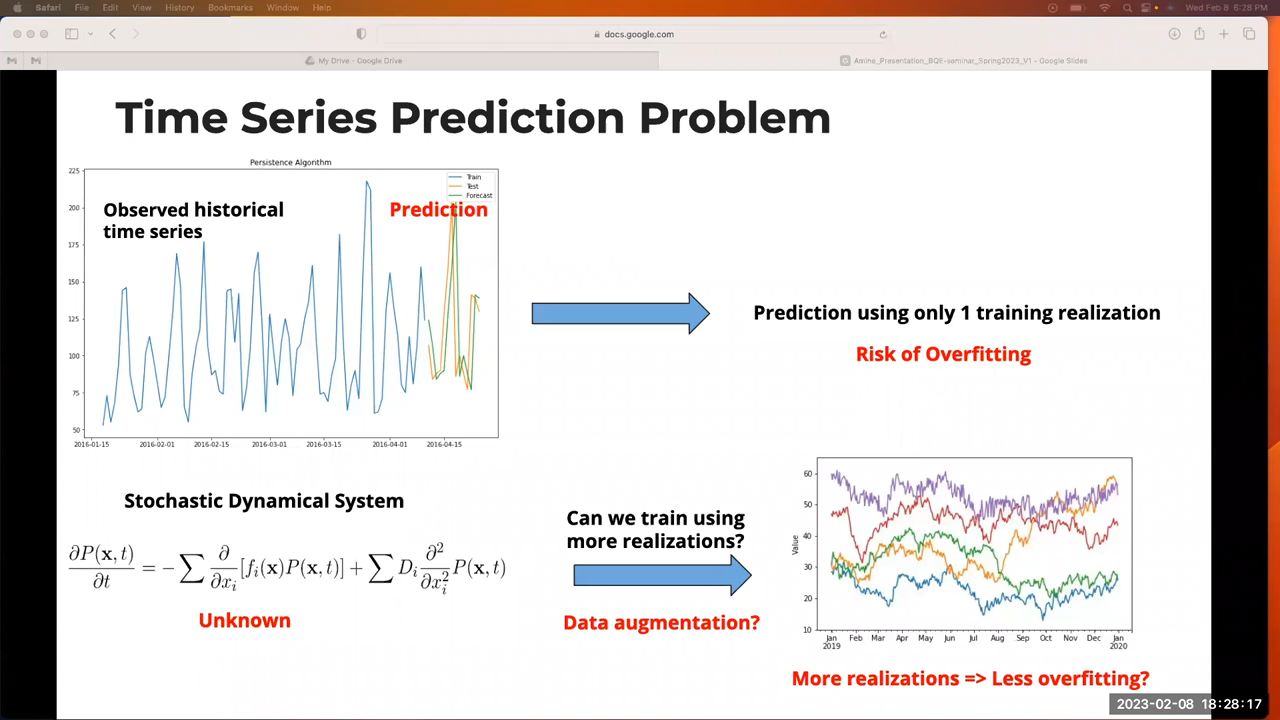 Safari File Edit View History Bookmarks Window Help
Wed Feb 8 6:28 PM
docs.google.com
My Drive - Google Drive
Amine_Presentation_BQE-seminar_Spring2023_V1 - Google Slides
Time Series Prediction Problem
Persistence Algorithm
Train
Test
Forecast
Observed historical
time series
Prediction
225
200
175
150
125
100
75
50
2016-01-15 2016-02-01 2016-02-15 2016-03-01 2016-03-15 2016-04-01 2016-04-15
Prediction using only 1 training realization
Risk of Overfitting
Stochastic Dynamical System
∂P(x, t)/∂t = −∑ ∂/∂x_i [f_i(x)P(x, t)] + ∑ D_i ∂²/∂x_i² P(x, t)
Unknown
Can we train using
more realizations?
Data augmentation?
Value
60
50
40
30
20
10
Jan Feb Mar Apr May Jun Jul Aug Sep Oct Nov Dec Jan
2019 2020
More realizations => Less overfitting?
2023-02-08 18:28:17